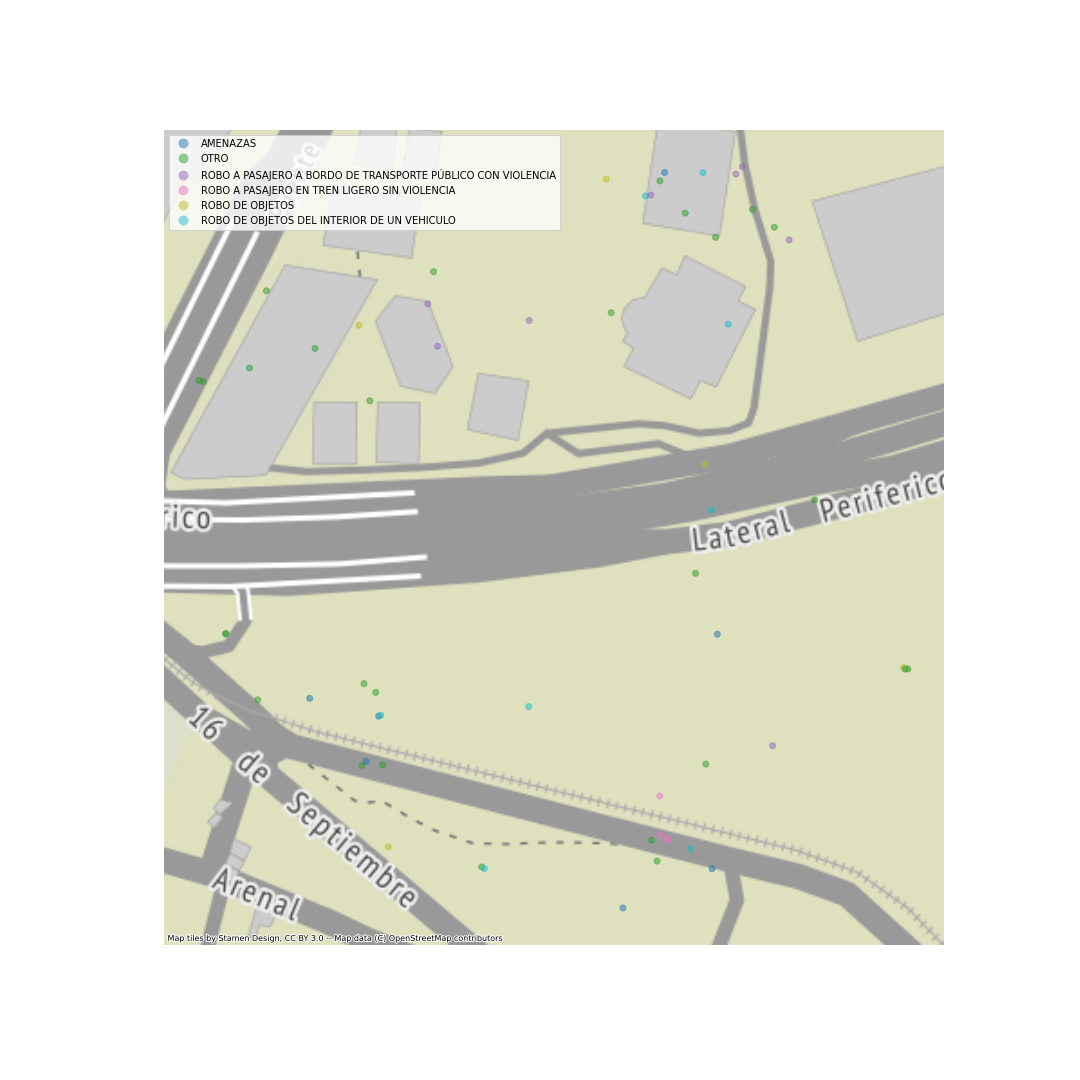 AMENAZAS
OTRO
ROBO A PASAJERO A BORDO DE TRANSPORTE PÚBLICO CON VIOLENCIA
ROBO A PASAJERO EN TREN LIGERO SIN VIOLENCIA
ROBO DE OBJETOS
ROBO DE OBJETOS DEL INTERIOR DE UN VEHICULO
te
rico
Lateral Periferico
16 de Septiembre
Arenal
Map tiles by Stamen Design, CC BY 3.0 -- Map data (C) OpenStreetMap contributors